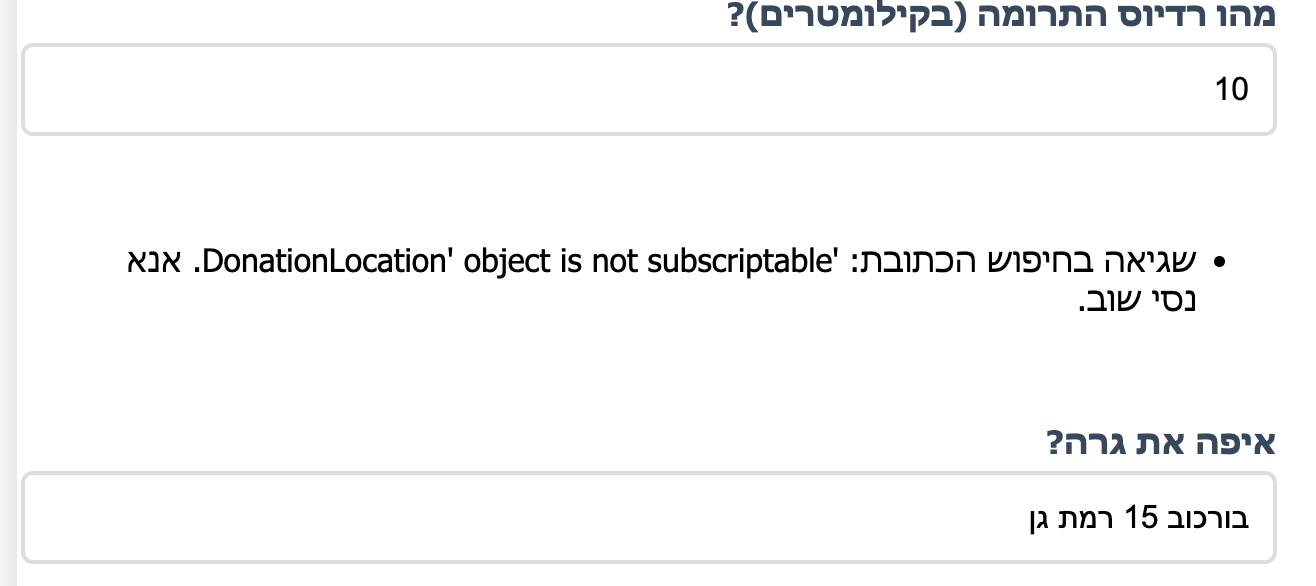 מהו רדיוס התרומה (בקילומטרים)?
10
• שגיאה בחיפוש הכתובת: 'DonationLocation' object is not subscriptable. אנא
נסי שוב.
איפה את גרה?
בורכוב 15 רמת גן